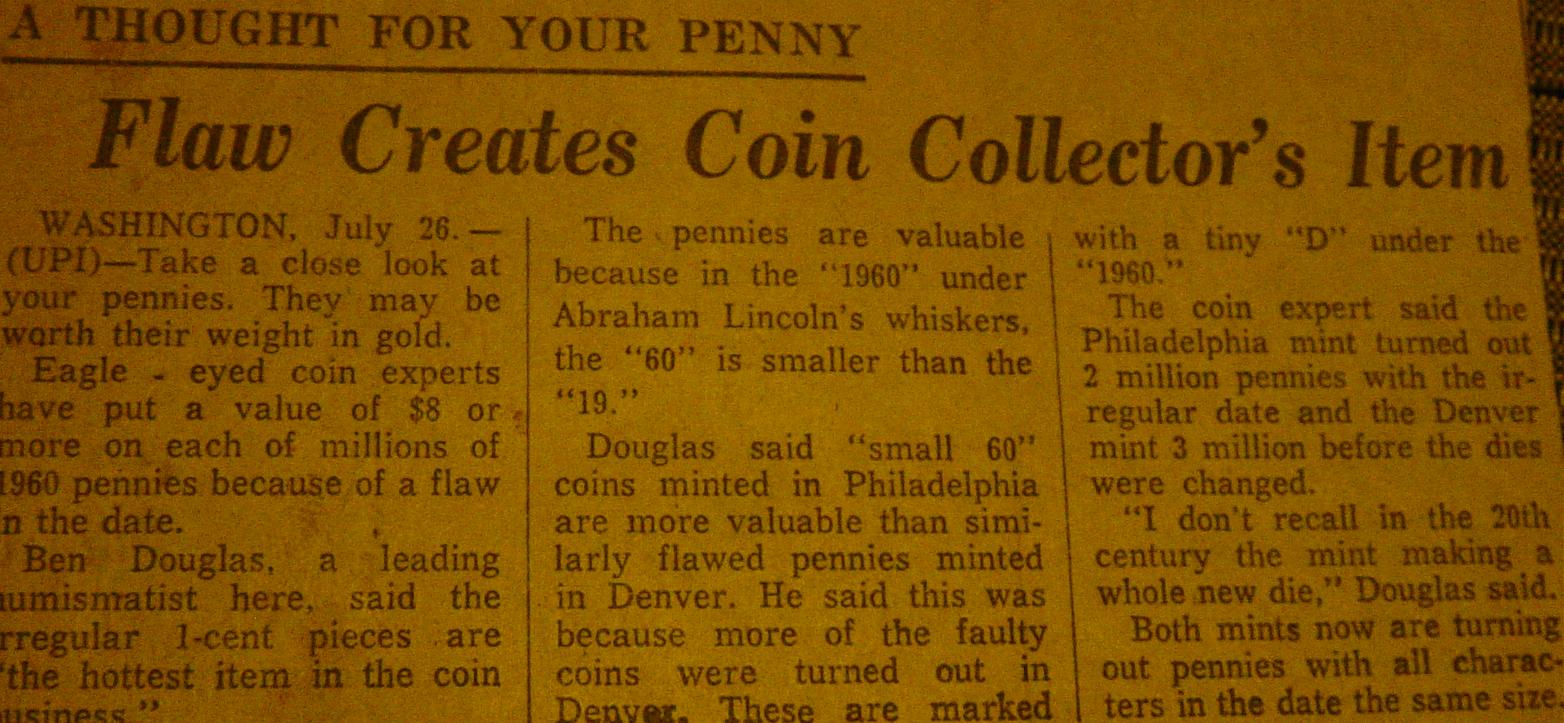 A THOUGHT FOR YOUR PENNY
Flaw Creates Coin Collector's Item
WASHINGTON, July 26. —
(UPI)—Take a close look at
your pennies. They may be
worth their weight in gold.
Eagle - eyed coin experts
have put a value of $8 or
more on each of millions of
1960 pennies because of a flaw
n the date.
Ben Douglas, a leading
umismatist here, said the
rregular 1-cent pieces are
"the hottest item in the coin
usiness."
The pennies are valuable
because in the "1960" under
Abraham Lincoln's whiskers,
the "60" is smaller than the
"19."
Douglas said "small 60"
coins minted in Philadelphia
are more valuable than simi-
larly flawed pennies minted
in Denver. He said this was
because more of the faulty
coins were turned out in
Denver. These are marked
with a tiny "D" under the
"1960."
The coin expert said the
Philadelphia mint turned out
2 million pennies with the ir-
regular date and the Denver
mint 3 million before the dies
were changed.
"I don't recall in the 20th
century the mint making a
whole new die," Douglas said.
Both mints now are turning
out pennies with all charac-
ters in the date the same size